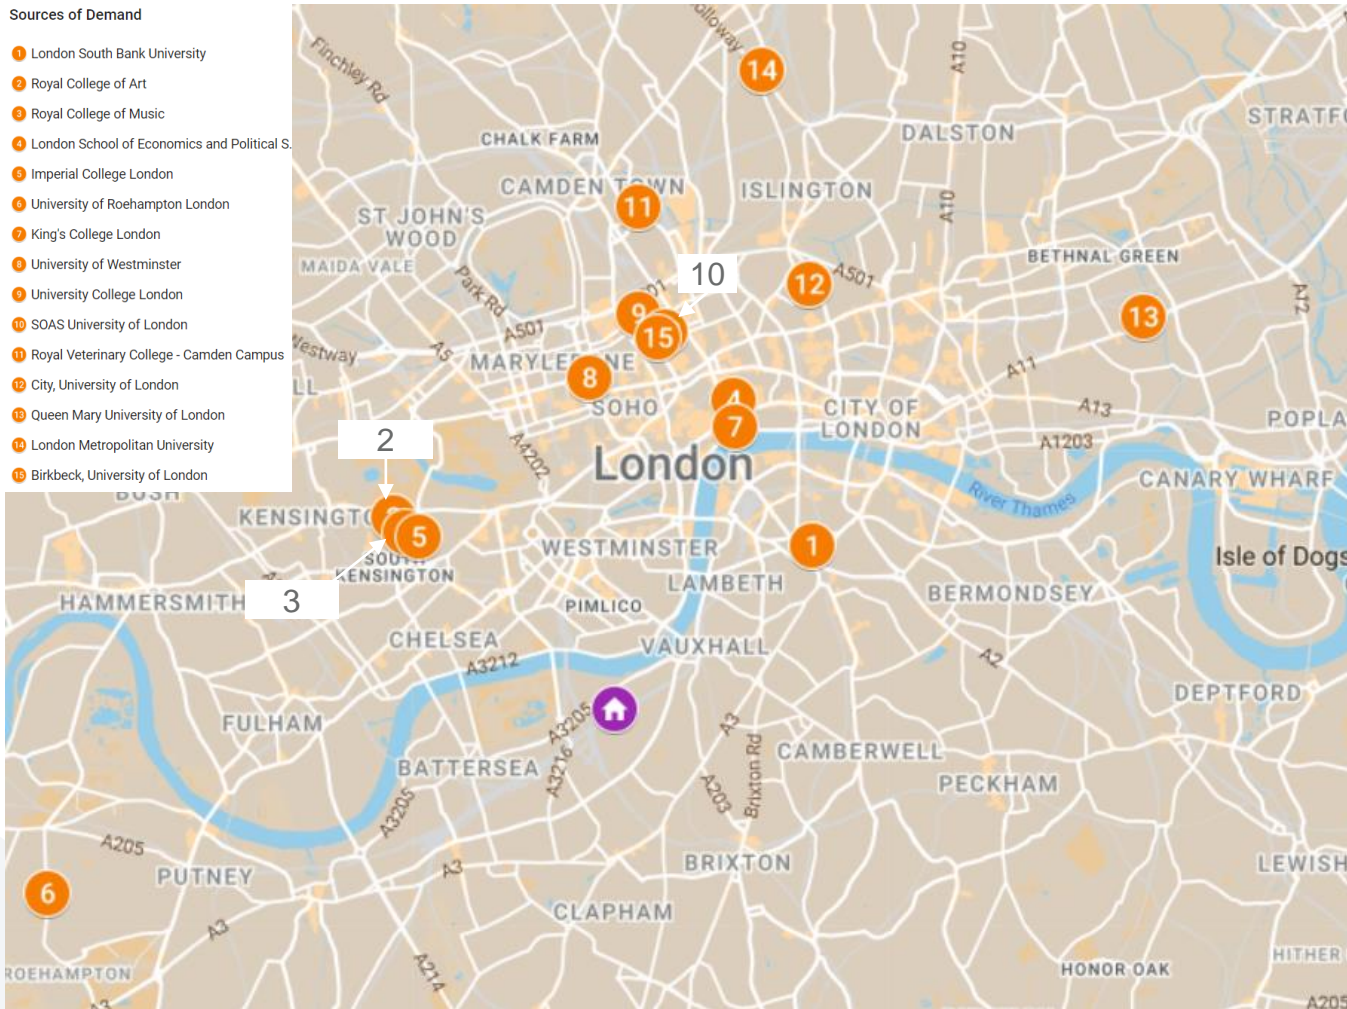 Sources of Demand
1 London South Bank University
2 Royal College of Art
3 Royal College of Music
4 London School of Economics and Political S.
5 Imperial College London
6 University of Roehampton London
7 King's College London
8 University of Westminster
9 University College London
10 SOAS University of London
11 Royal Veterinary College - Camden Campus
12 City, University of London
13 Queen Mary University of London
14 London Metropolitan University
15 Birkbeck, University of London
Finchley Rd
14
A10
STRATF
CHALK FARM
DALSTON
CAMDEN T WN
ISLINGTON
11
A10
ST JOHN'S
WOOD
MAIDA VALE
BETHNAL GREEN
10
12
A501
Park Rd
01
A12
9
13
A501
15
Westway
A5
MARYLE NE
A11
8
4
SOHO
CITY OF
LONDON
A13
POPLA
7
2
A4202
A1203
London
CANARY WHARF
River Thames
BUSH
KENSINGT
5
SOUTH
KENSINGTON
WESTMINSTER
1
Isle of Dogs
LAMBETH
BERMONDSEY
HAMMERSMITH
3
PIMLICO
CHELSEA
VAUXHALL
A3212
A2
DEPTFORD
FULHAM
A3205
A3
CAMBERWELL
BATTERSEA
A3216
Brixton Rd
PECKHAM
A203
A3205
A205
BRIXTON
LEWISH
PUTNEY
A3
6
CLAPHAM
A3
ROEHAMPTON
A214
HONOR OAK
HITHER
A3
A205